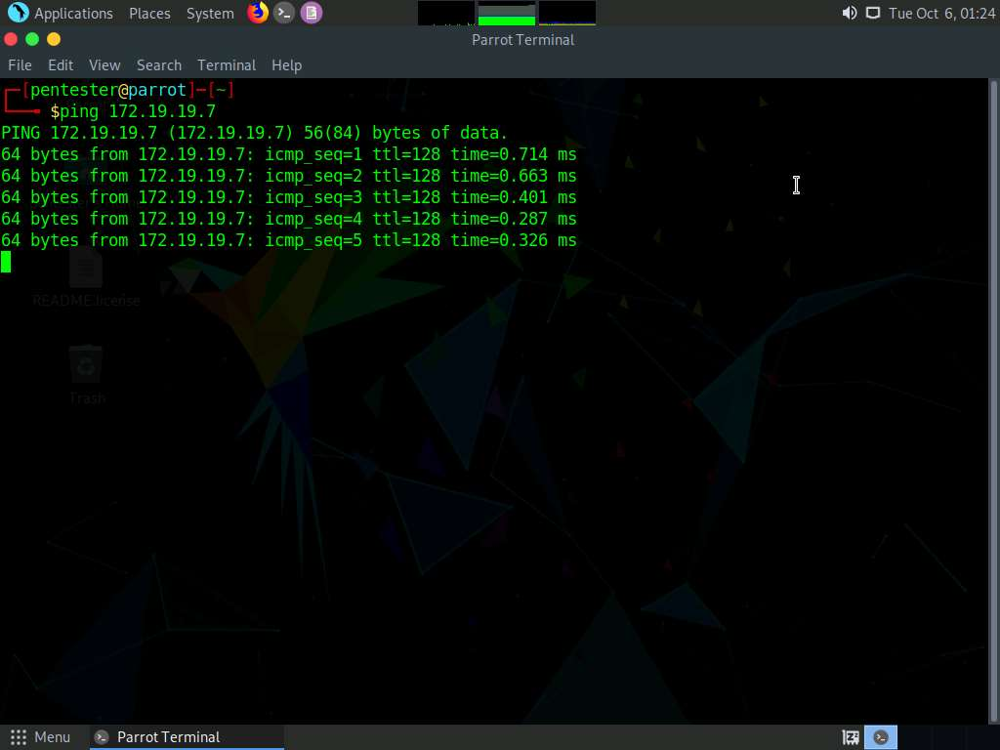 Applications Places System Tue Oct 6, 01:24
Parrot Terminal
File Edit View Search Terminal Help
┌─[pentester@parrot]─[~]
└──╼ $ping 172.19.19.7
PING 172.19.19.7 (172.19.19.7) 56(84) bytes of data.
64 bytes from 172.19.19.7: icmp_seq=1 ttl=128 time=0.714 ms
64 bytes from 172.19.19.7: icmp_seq=2 ttl=128 time=0.663 ms
64 bytes from 172.19.19.7: icmp_seq=3 ttl=128 time=0.401 ms
64 bytes from 172.19.19.7: icmp_seq=4 ttl=128 time=0.287 ms
64 bytes from 172.19.19.7: icmp_seq=5 ttl=128 time=0.326 ms
README.license
Trash
Menu Parrot Terminal